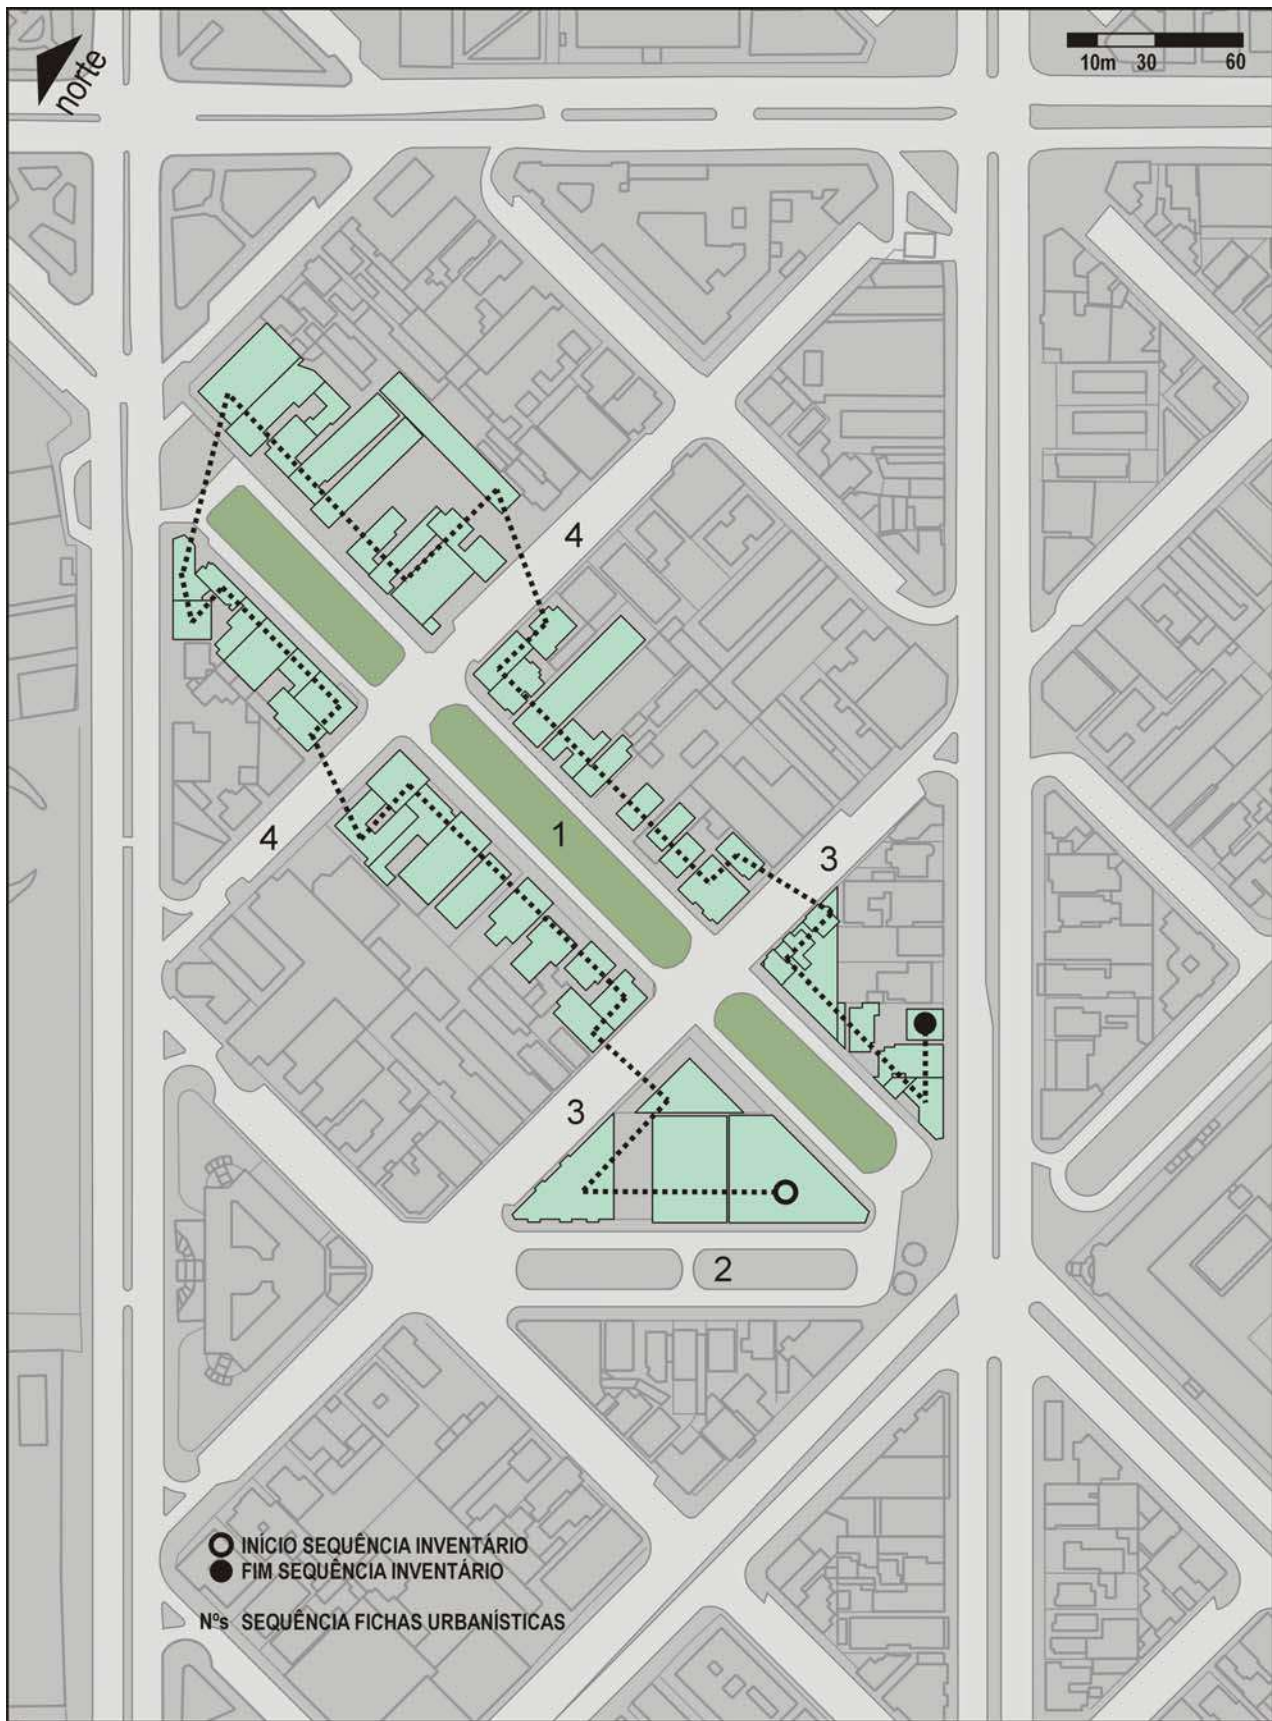 norte
10m 30 60
4
4
1
3
3
2
INÍCIO SEQUÊNCIA INVENTÁRIO
FIM SEQUÊNCIA INVENTÁRIO
Nºs SEQUÊNCIA FICHAS URBANÍSTICAS